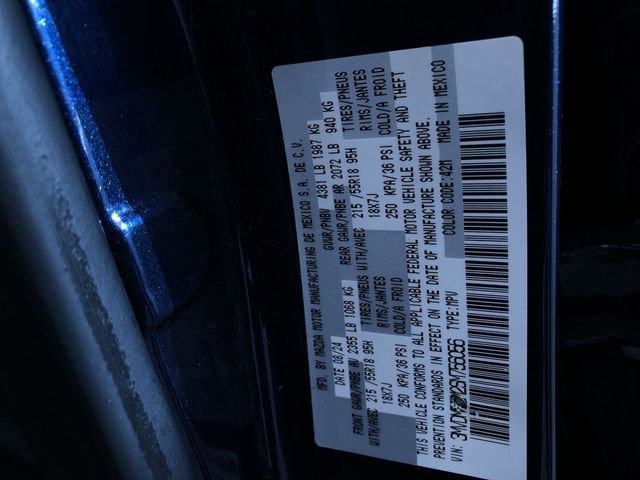 MFD. BY MAZDA MOTOR MANUFACTURING DE MEXICO S.A. DE C.V.
DATE 08/24 GVWR/PNBV 4381 LB 1987 KG
FRONT GAWR/PNBE AV 2355 LB 1068 KG REAR GAWR/PNBE AR 2072 LB 940 KG
WITH/AVEC 215 /55R18 95H TIRES/PNEUS WITH/AVEC 215 /55R18 95H TIRES/PNEUS
18X7J RIMS/JANTES 18X7J RIMS/JANTES
250 KPA/36 PSI COLD/A FROID 250 KPA/36 PSI COLD/A FROID
THIS VEHICLE CONFORMS TO ALL APPLICABLE FEDERAL MOTOR VEHICLE SAFETY AND THEFT
PREVENTION STANDARDS IN EFFECT ON THE DATE OF MANUFACTURE SHOWN ABOVE.
VIN: TYPE: MPV COLOR CODE: 42M MADE IN MEXICO